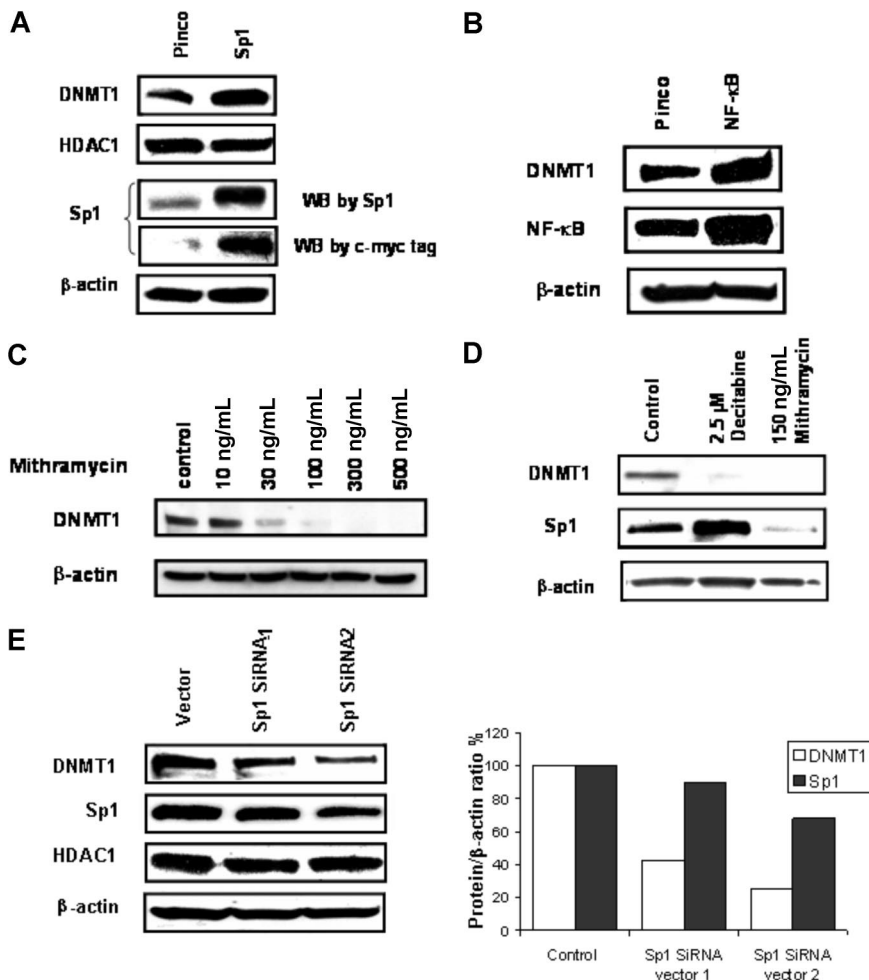 A
Pinco
Sp1
DNMT1
HDAC1
Sp1
WB by Sp1
WB by c-myc tag
β-actin
B
Pinco
NF-κB
DNMT1
NF-κB
β-actin
C
Mithramycin
control
10 ng/mL
30 ng/mL
100 ng/mL
300 ng/mL
500 ng/mL
DNMT1
β-actin
D
Control
2.5 μM
Decitabine
150 ng/mL
Mithramycin
DNMT1
Sp1
β-actin
E
Vector
Sp1 SiRNA1
Sp1 SiRNA2
DNMT1
Sp1
HDAC1
β-actin
Protein/β-actin ratio %
120
100
80
60
40
20
0
DNMT1
Sp1
Control
Sp1 SiRNA
vector 1
Sp1 SiRNA
vector 2